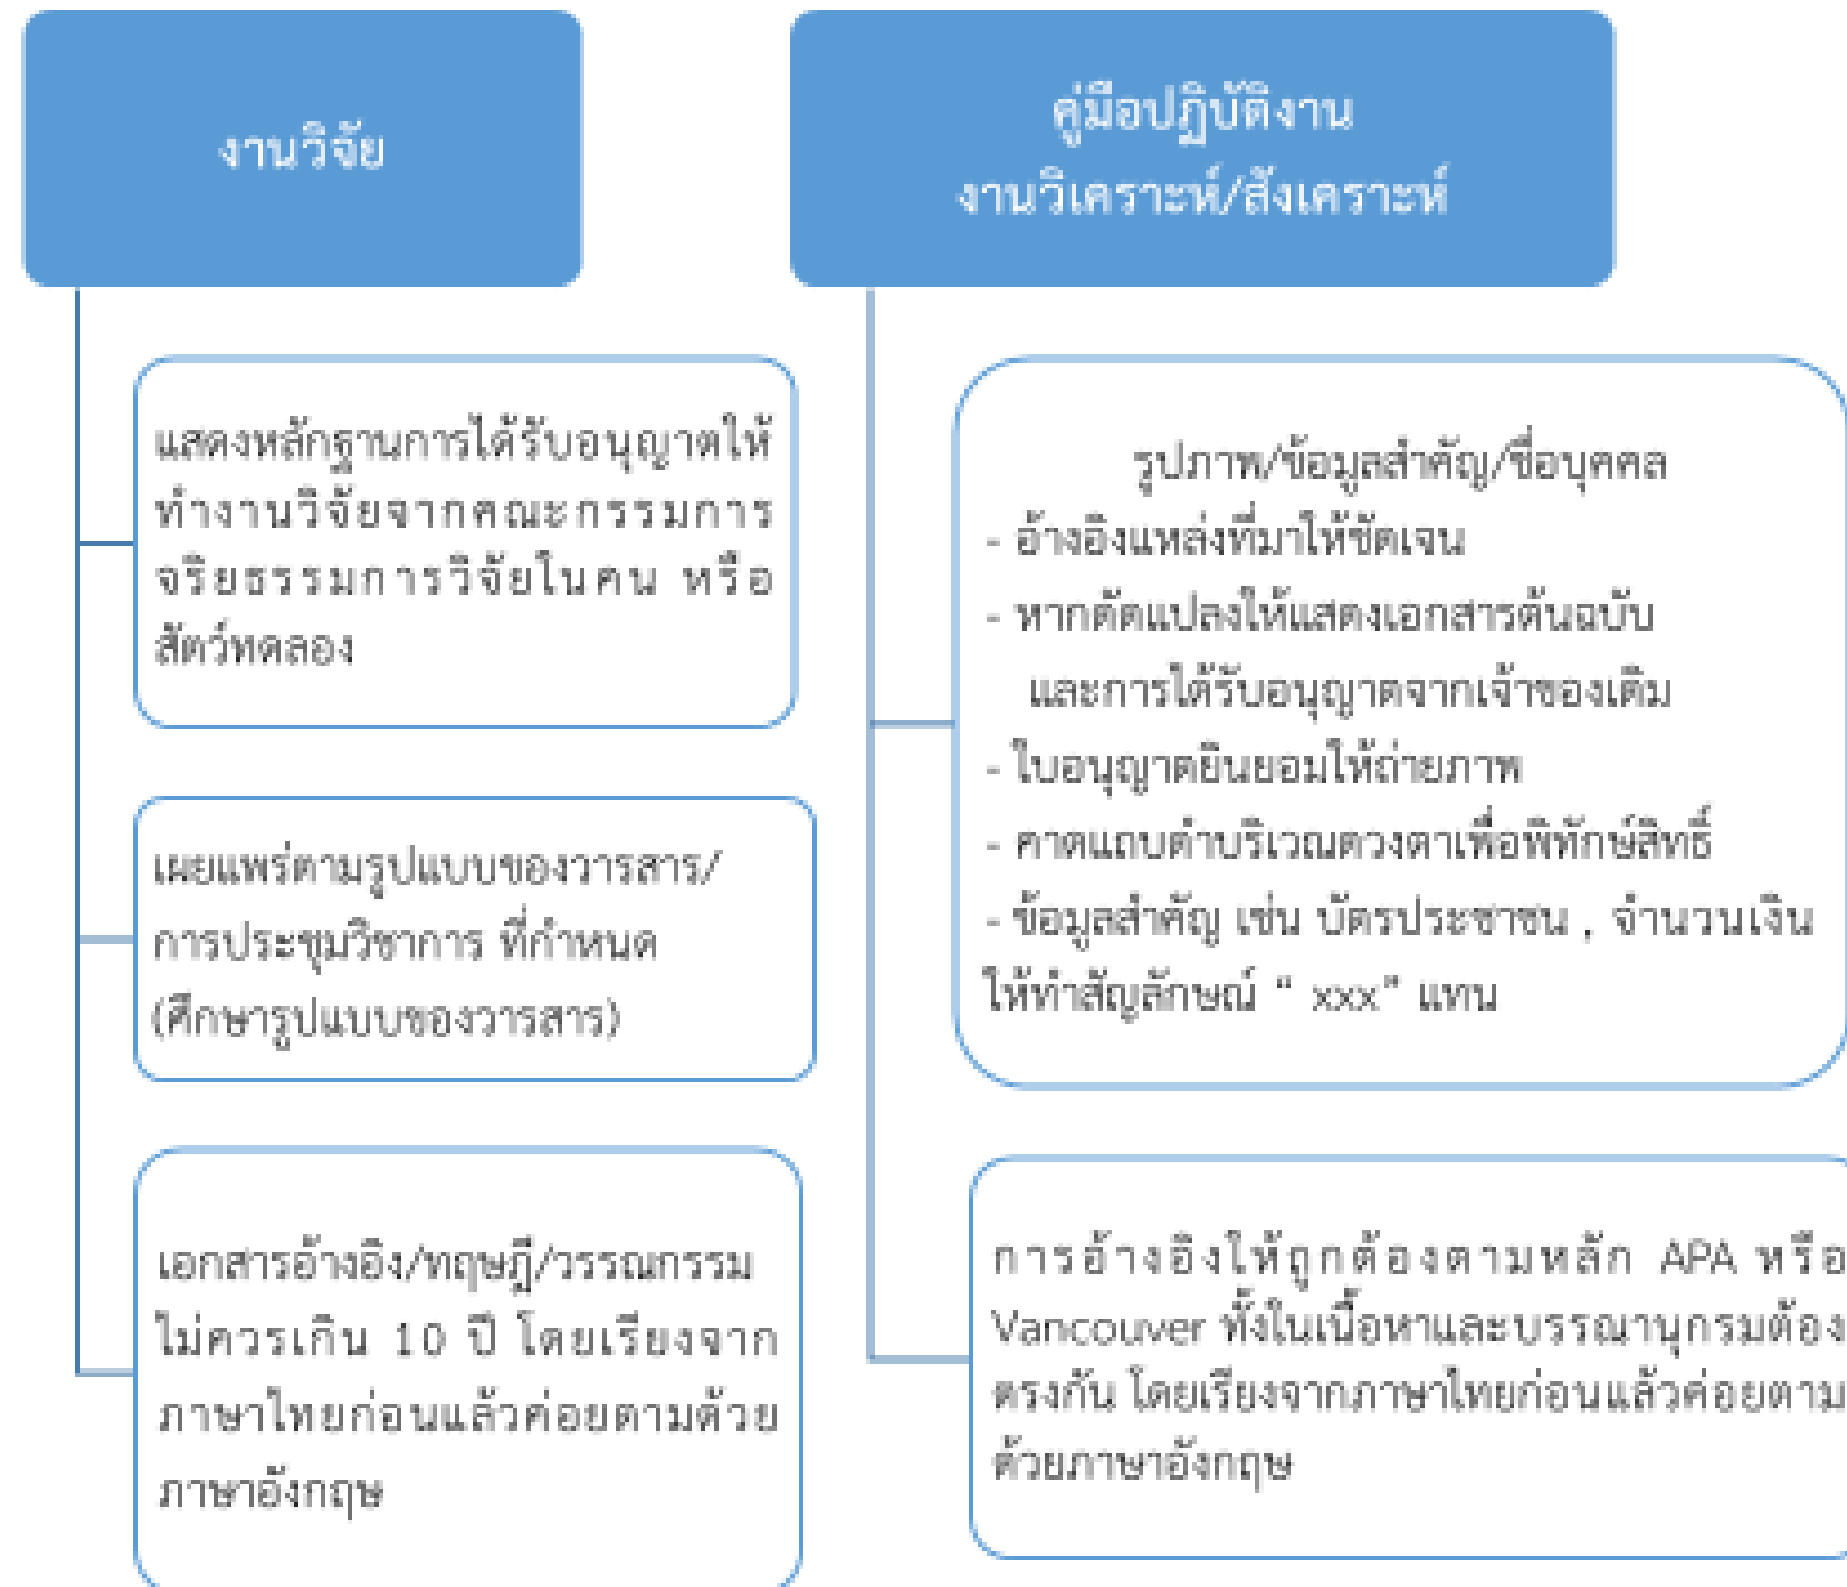 งานวิจัย
แสดงหลักฐานการได้รับอนุญาตให้
ทำงานวิจัยจากคณะกรรมการ
จริยธรรมการวิจัยในคน หรือ
สัตว์ทดลอง
เผยแพร่ตามรูปแบบของวารสาร/
การประชุมวิชาการ ที่กำหนด
(ศึกษารูปแบบของวารสาร)
เอกสารอ้างอิง/ทฤษฎี/วรรณกรรม
ไม่ควรเกิน 10 ปี โดยเรียงจาก
ภาษาไทยก่อนแล้วค่อยตามด้วย
ภาษาอังกฤษ
คู่มือปฏิบัติงาน
งานวิเคราะห์/สังเคราะห์
รูปภาพ/ข้อมูลสำคัญ/ชื่อบุคคล
- อ้างอิงแหล่งที่มาให้ชัดเจน
- หากดัดแปลงให้แสดงเอกสารต้นฉบับ
และการได้รับอนุญาตจากเจ้าของเดิม
- ใบอนุญาตยินยอมให้ถ่ายภาพ
- คาดแถบดำบริเวณดวงตาเพื่อพิทักษ์สิทธิ์
- ข้อมูลสำคัญ เช่น บัตรประชาชน , จำนวนเงิน
ให้ทำสัญลักษณ์ “ xxx” แทน
การอ้างอิงให้ถูกต้องตามหลัก APA หรือ
Vancouver ทั้งในเนื้อหาและบรรณานุกรมต้อง
ตรงกัน โดยเรียงจากภาษาไทยก่อนแล้วค่อยตาม
ด้วยภาษาอังกฤษ